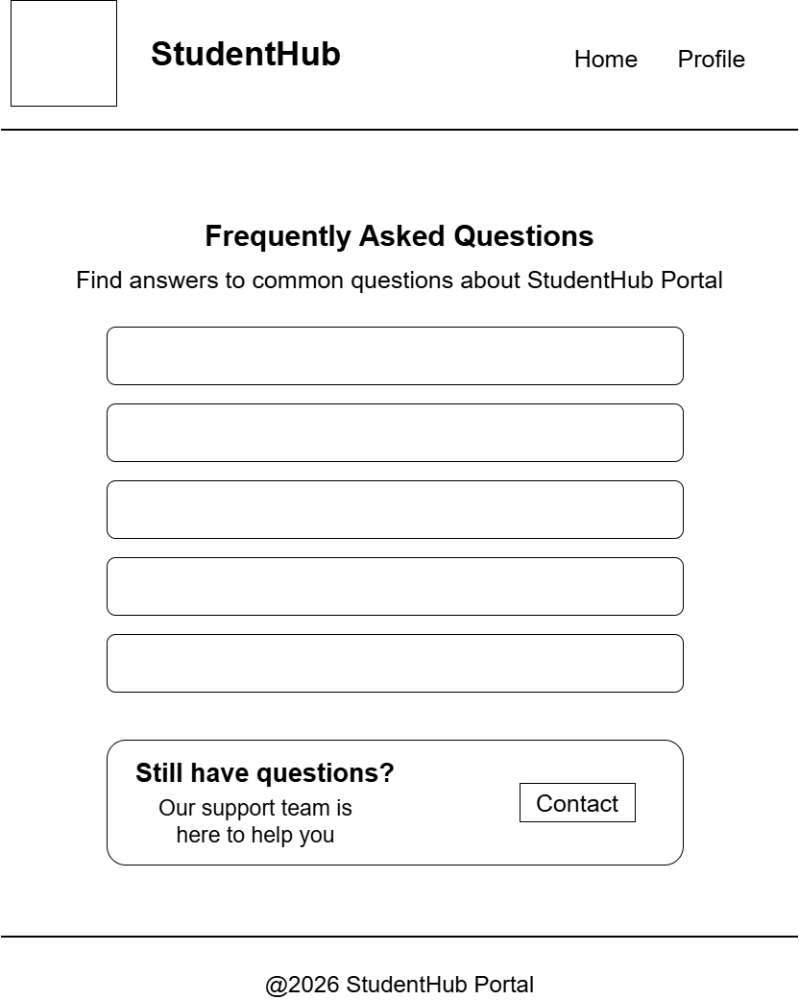 StudentHub
Home Profile
Frequently Asked Questions
Find answers to common questions about StudentHub Portal
Still have questions?
Our support team is
here to help you
Contact
@2026 StudentHub Portal